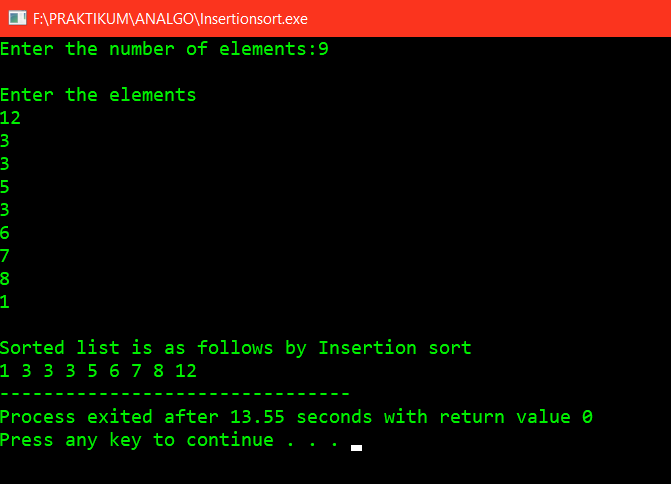 F:\PRAKTIKUM\ANALGO\Insertionsort.exe
Enter the number of elements:9
Enter the elements
12
3
3
5
3
6
7
8
1
Sorted list is as follows by Insertion sort
1 3 3 3 5 6 7 8 12
--------------------------------
Process exited after 13.55 seconds with return value 0
Press any key to continue . . .